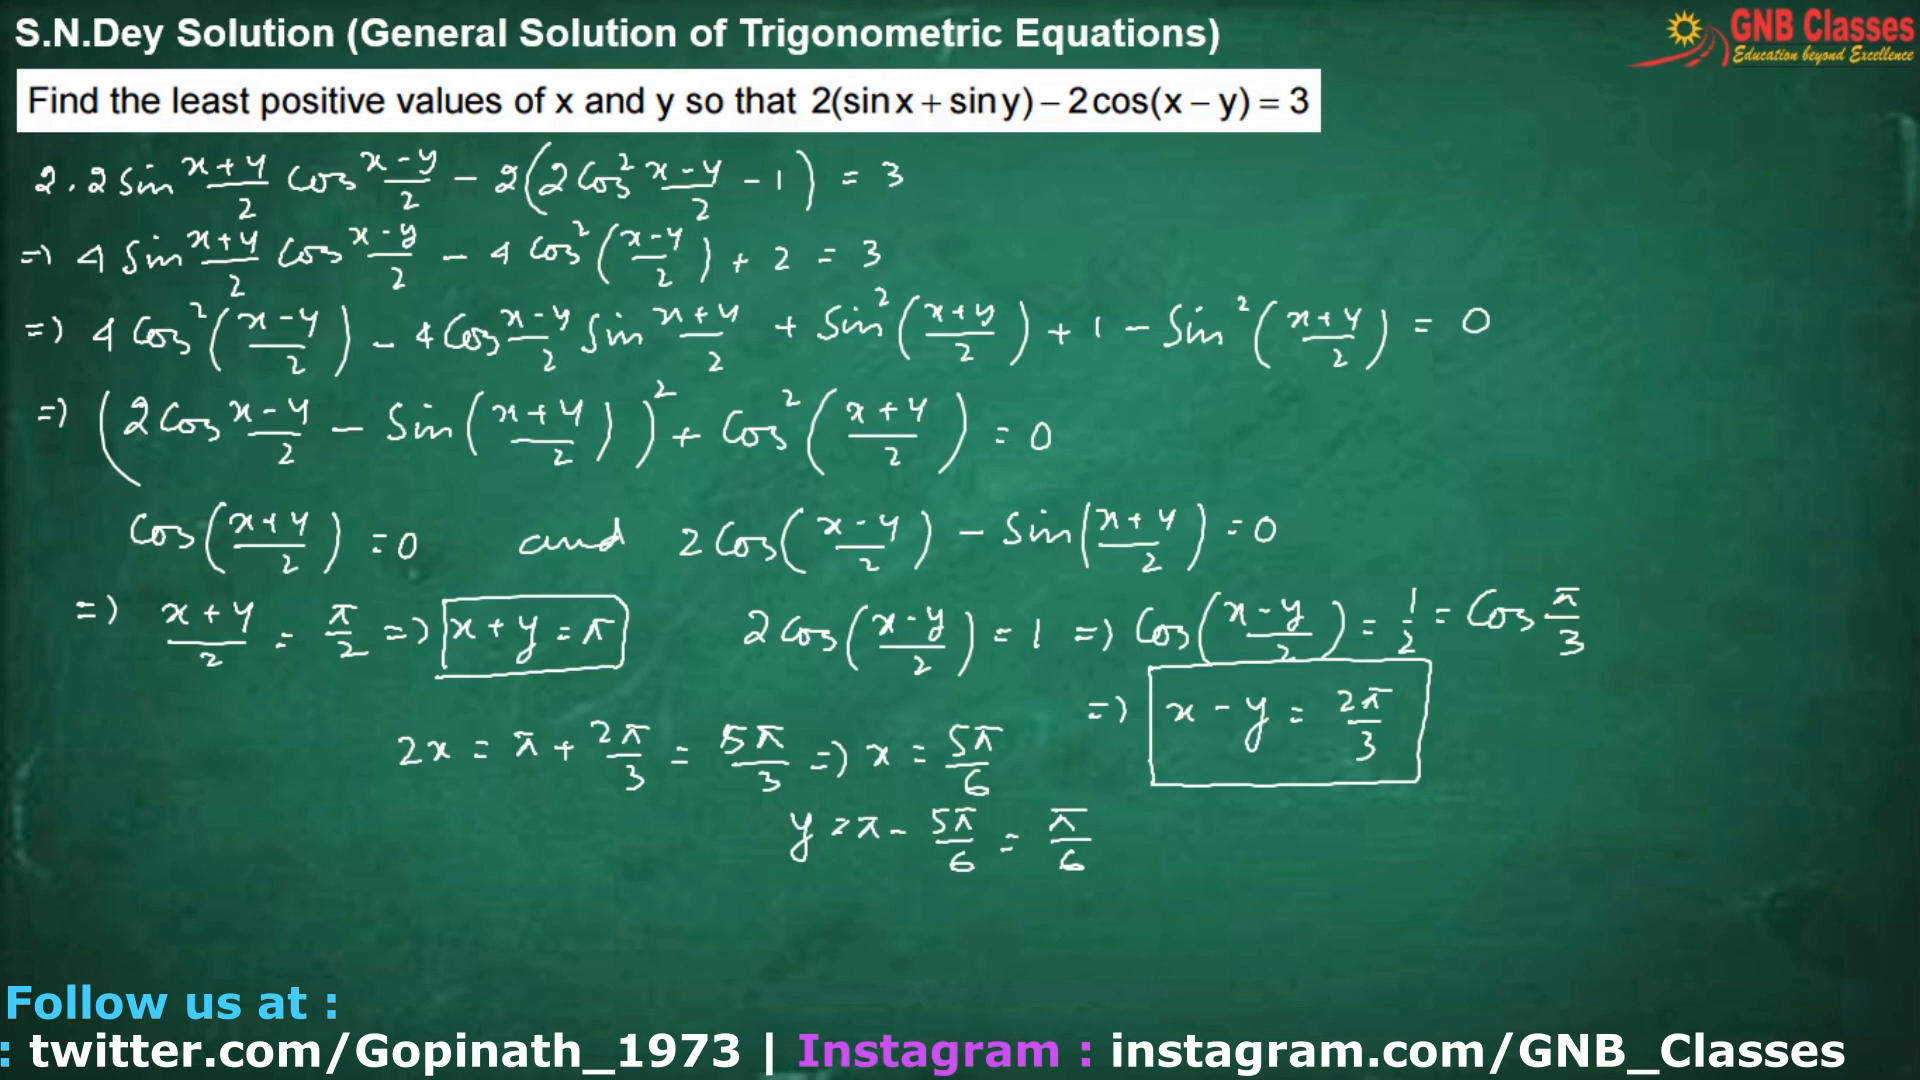 S.N.Dey Solution (General Solution of Trigonometric Equations)
GNB Classes
Education beyond Excellence
Find the least positive values of x and y so that 2(sin x + sin y) – 2 cos(x – y) = 3
2 . 2 Sin (x+y)/2 Cos (x-y)/2 - 2(2 Cos² (x-y)/2 - 1) = 3
=> 4 Sin (x+y)/2 Cos (x-y)/2 - 4 Cos² ((x-y)/2) + 2 = 3
=> 4 Cos² ((x-y)/2) - 4 Cos (x-y)/2 Sin (x+y)/2 + Sin² ((x+y)/2) + 1 - Sin² ((x+y)/2) = 0
=> (2 Cos (x-y)/2 - Sin ((x+y)/2))² + Cos² ((x+y)/2) = 0
Cos ((x+y)/2) = 0 and 2 Cos ((x-y)/2) - Sin ((x+y)/2) = 0
=> (x+y)/2 = π/2 => x + y = π 2 Cos ((x-y)/2) = 1 => Cos ((x-y)/2) = 1/2 = Cos π/3
=> x - y = 2π/3
2x = π + 2π/3 = 5π/3 => x = 5π/6
y = π - 5π/6 = π/6
Follow us at :
: twitter.com/Gopinath_1973 | Instagram : instagram.com/GNB_Classes